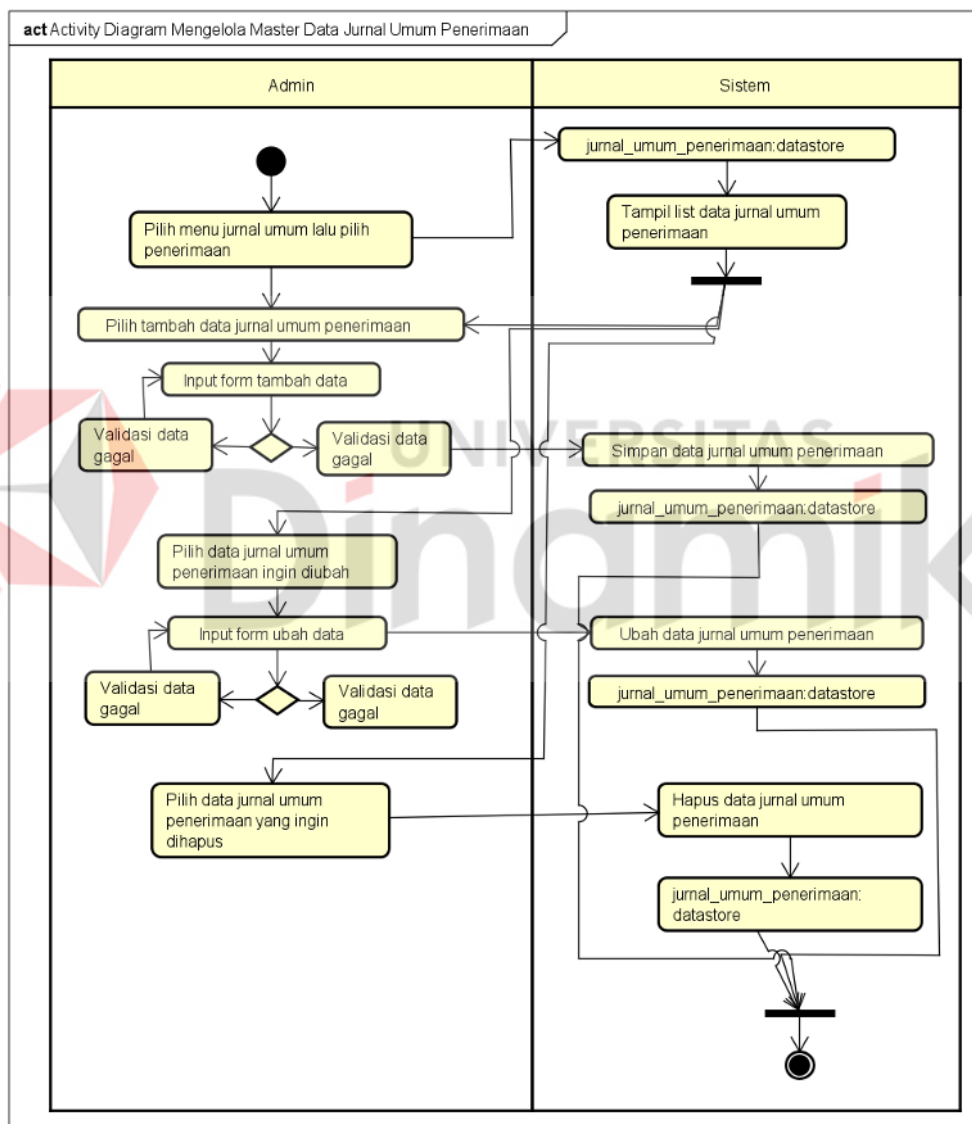 act Activity Diagram Mengelola Master Data Jurnal Umum Penerimaan
Admin
Sistem
jurnal_umum_penerimaan:datastore
Tampil list data jurnal umum
penerimaan
Pilih menu jurnal umum lalu pilih
penerimaan
Pilih tambah data jurnal umum penerimaan
Input form tambah data
Validasi data
gagal
Validasi data
gagal
UNIVERSITAS
Dinamik
Simpan data jurnal umum penerimaan
jurnal_umum_penerimaan:datastore
Pilih data jurnal umum
penerimaan ingin diubah
Input form ubah data
Ubah data jurnal umum penerimaan
Validasi data
gagal
Validasi data
gagal
jurnal_umum_penerimaan:datastore
Pilih data jurnal umum
penerimaan yang ingin
dihapus
Hapus data jurnal umum
penerimaan
jurnal_umum_penerimaan:
datastore